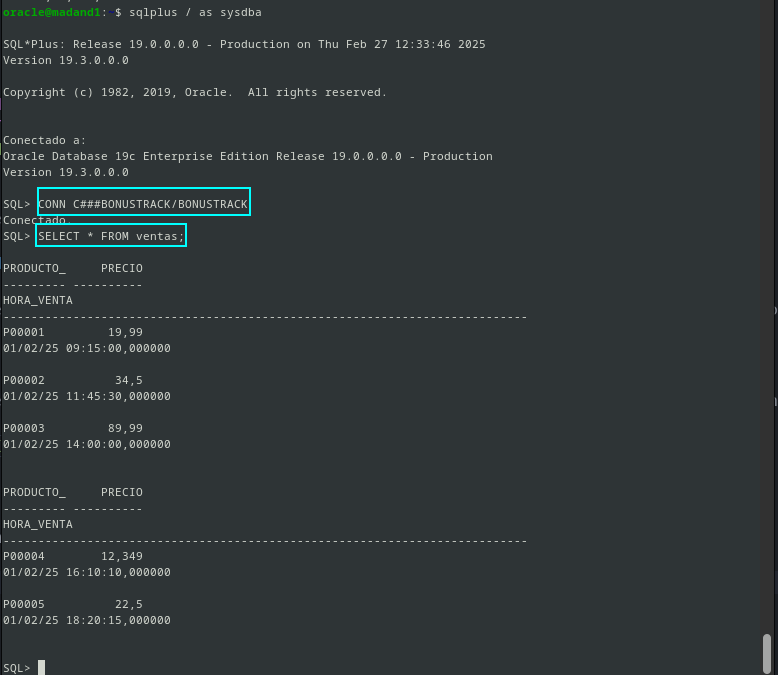 oracle@madand1:~$ sqlplus / as sysdba
SQL*Plus: Release 19.0.0.0.0 - Production on Thu Feb 27 12:33:46 2025
Version 19.3.0.0.0
Copyright (c) 1982, 2019, Oracle.  All rights reserved.
Conectado a:
Oracle Database 19c Enterprise Edition Release 19.0.0.0.0 - Production
Version 19.3.0.0.0
SQL> CONN C###BONUSTRACK/BONUSTRACK
Conectado.
SQL> SELECT * FROM ventas;
PRODUCTO_     PRECIO
--------- ----------
HORA_VENTA
---------------------------------------------------------------------------
P00001         19,99
01/02/25 09:15:00,000000
P00002          34,5
01/02/25 11:45:30,000000
P00003         89,99
01/02/25 14:00:00,000000
PRODUCTO_     PRECIO
--------- ----------
HORA_VENTA
---------------------------------------------------------------------------
P00004        12,349
01/02/25 16:10:10,000000
P00005          22,5
01/02/25 18:20:15,000000
SQL>